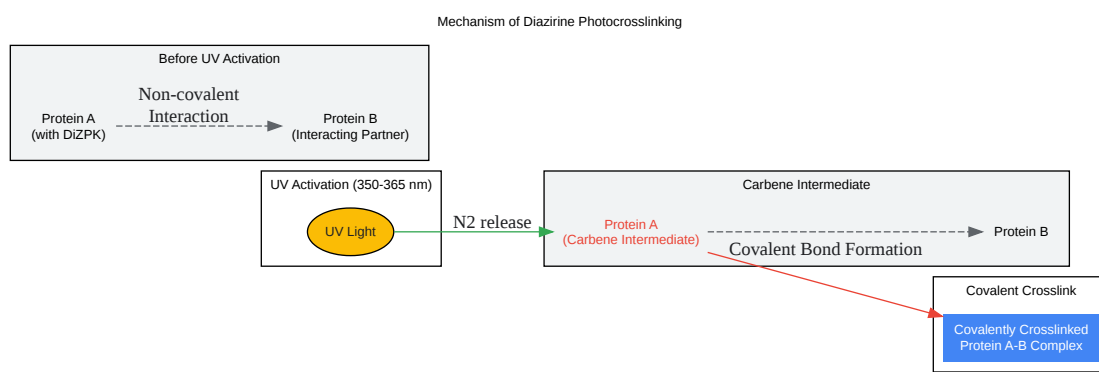 Mechanism of Diazirine Photocrosslinking
Before UV Activation
Non-covalent
Interaction
Protein A
(with DiZPK)
Protein B
(Interacting Partner)
UV Activation (350-365 nm)
UV Light
N2 release
Carbene Intermediate
Protein A
(Carbene Intermediate)
Protein B
Covalent Bond Formation
Covalent Crosslink
Covalently Crosslinked
Protein A-B Complex